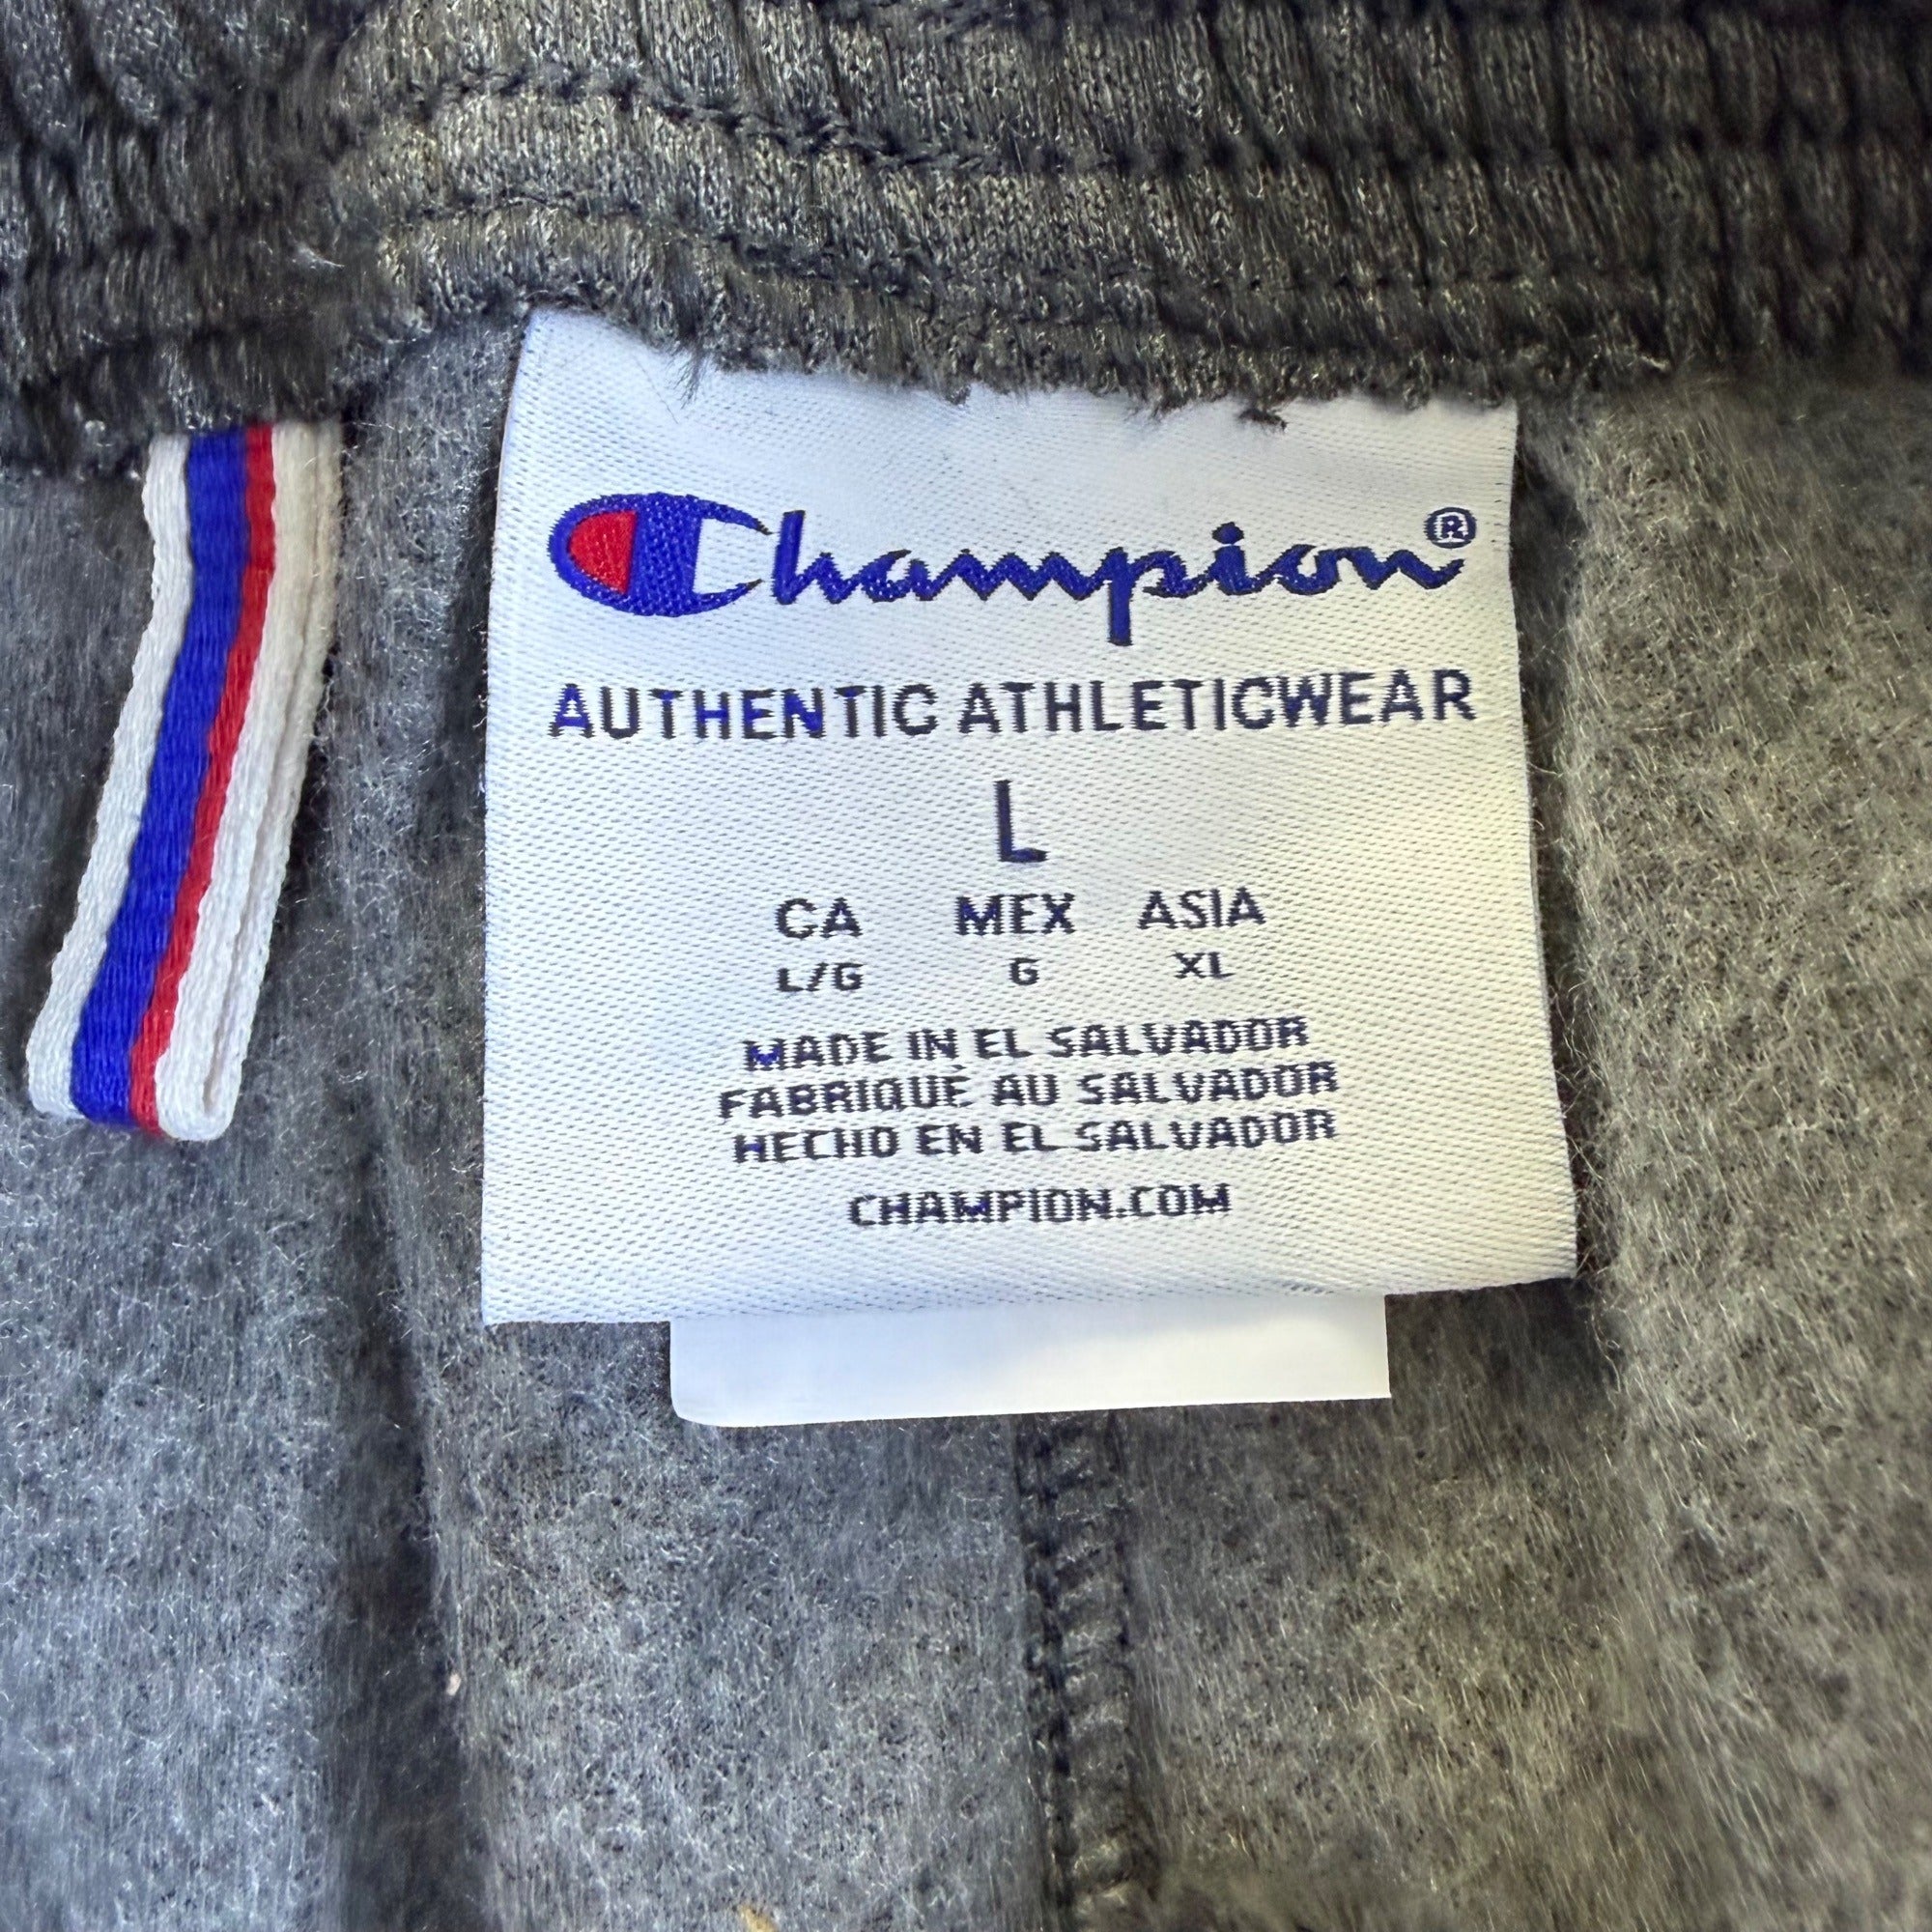 Champion®
AUTHENTIC ATHLETICWEAR
L
CA MEX ASIA
L/G G XL
MADE IN EL SALVADOR
FABRIQUÉ AU SALVADOR
HECHO EN EL SALVADOR
CHAMPION.COM